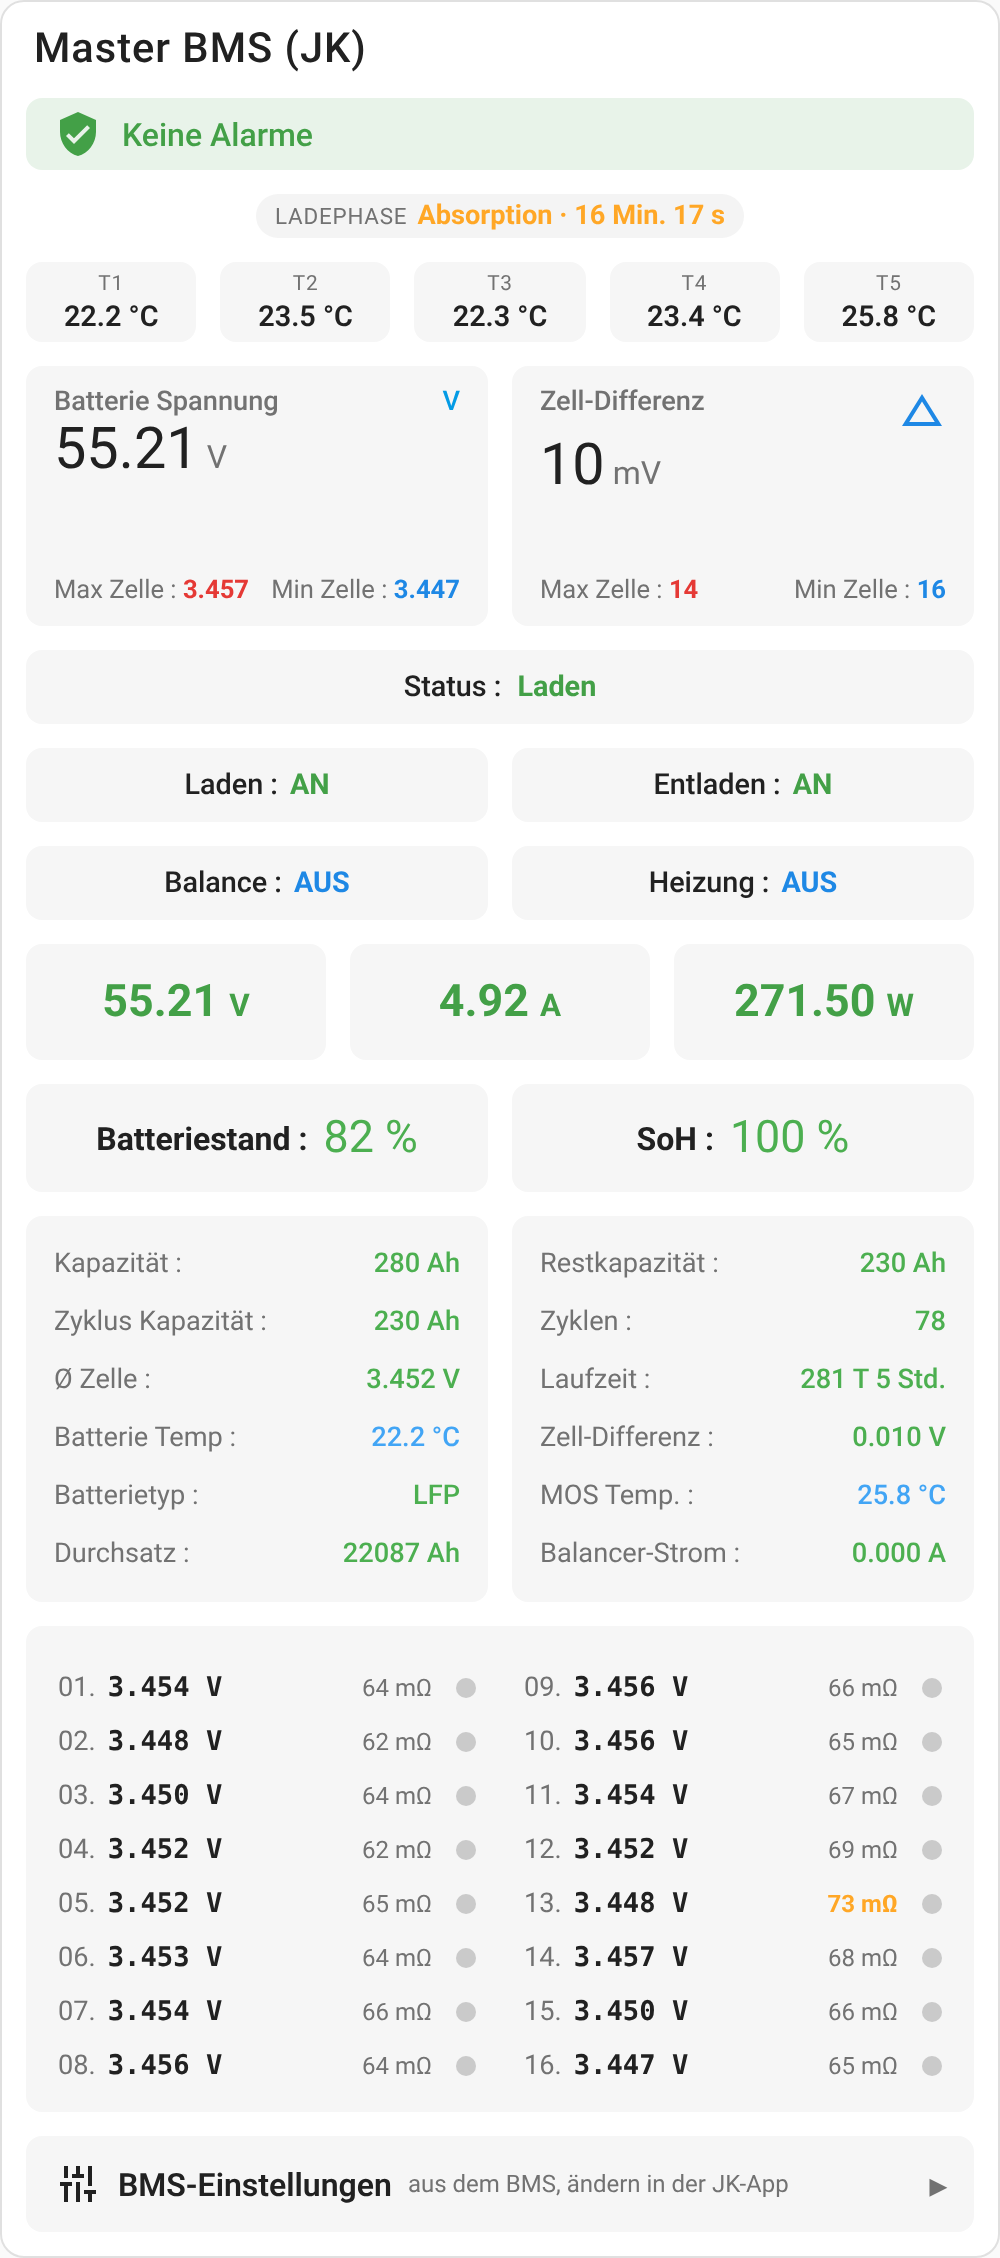 Master BMS (JK)
Keine Alarme
LADEPHASE Absorption · 16 Min. 17 s
T1 T2 T3 T4 T5
22.2 °C 23.5 °C 22.3 °C 23.4 °C 25.8 °C
Batterie Spannung V
55.21 V
Max Zelle : 3.457 Min Zelle : 3.447
Zell-Differenz
10 mV
Max Zelle : 14 Min Zelle : 16
Status : Laden
Laden : AN Entladen : AN
Balance : AUS Heizung : AUS
55.21 V 4.92 A 271.50 W
Batteriestand : 82 % SoH : 100 %
Kapazität : 280 Ah
Zyklus Kapazität : 230 Ah
Ø Zelle : 3.452 V
Batterie Temp : 22.2 °C
Batterietyp : LFP
Durchsatz : 22087 Ah
Restkapazität : 230 Ah
Zyklen : 78
Laufzeit : 281 T 5 Std.
Zell-Differenz : 0.010 V
MOS Temp. : 25.8 °C
Balancer-Strom : 0.000 A
01. 3.454 V 64 mΩ
02. 3.448 V 62 mΩ
03. 3.450 V 64 mΩ
04. 3.452 V 62 mΩ
05. 3.452 V 65 mΩ
06. 3.453 V 64 mΩ
07. 3.454 V 66 mΩ
08. 3.456 V 64 mΩ
09. 3.456 V 66 mΩ
10. 3.456 V 65 mΩ
11. 3.454 V 67 mΩ
12. 3.452 V 69 mΩ
13. 3.448 V 73 mΩ
14. 3.457 V 68 mΩ
15. 3.450 V 66 mΩ
16. 3.447 V 65 mΩ
BMS-Einstellungen aus dem BMS, ändern in der JK-App